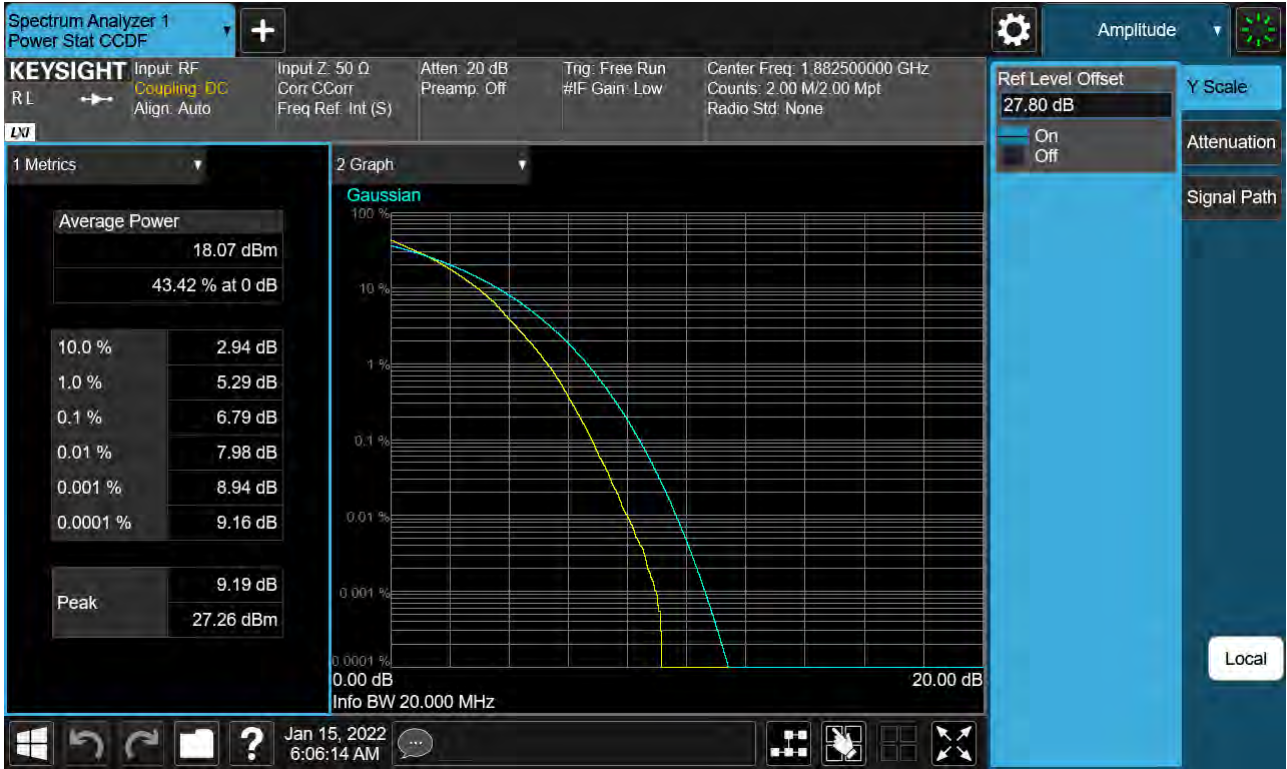 Spectrum Analyzer 1
Power Stat CCDF
Amplitude
KEYSIGHT
R L
LXI
Input: RF
Coupling: DC
Align: Auto
Input Z: 50 Ω
Corr CCorr
Freq Ref: Int (S)
Atten: 20 dB
Preamp: Off
Trig: Free Run
#IF Gain: Low
Center Freq: 1.882500000 GHz
Counts: 2.00 M/2.00 Mpt
Radio Std: None
Ref Level Offset
27.80 dB
On
Off
Y Scale
Attenuation
Signal Path
1 Metrics
Average Power
18.07 dBm
43.42 % at 0 dB
10.0 % 2.94 dB
1.0 % 5.29 dB
0.1 % 6.79 dB
0.01 % 7.98 dB
0.001 % 8.94 dB
0.0001 % 9.16 dB
Peak 9.19 dB
27.26 dBm
2 Graph
Gaussian
100 %
10 %
1 %
0.1 %
0.01 %
0.001 %
0.0001 %
0.00 dB 20.00 dB
Info BW 20.000 MHz
Local
?
Jan 15, 2022
6:06:14 AM